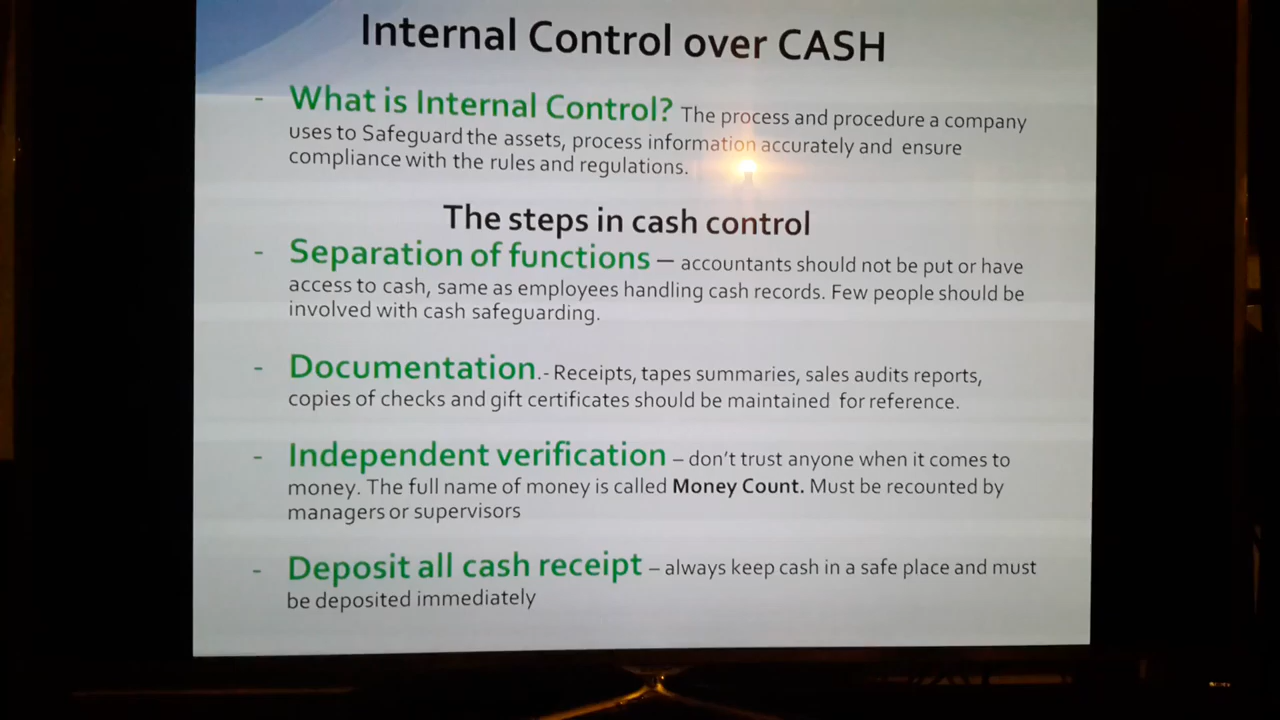 Internal Control over CASH
- What is Internal Control? The process and procedure a company
uses to Safeguard the assets, process information accurately and ensure
compliance with the rules and regulations.
The steps in cash control
- Separation of functions – accountants should not be put or have
access to cash, same as employees handling cash records. Few people should be
involved with cash safeguarding.
- Documentation.- Receipts, tapes summaries, sales audits reports,
copies of checks and gift certificates should be maintained for reference.
- Independent verification – don't trust anyone when it comes to
money. The full name of money is called Money Count. Must be recounted by
managers or supervisors
- Deposit all cash receipt – always keep cash in a safe place and must
be deposited immediately